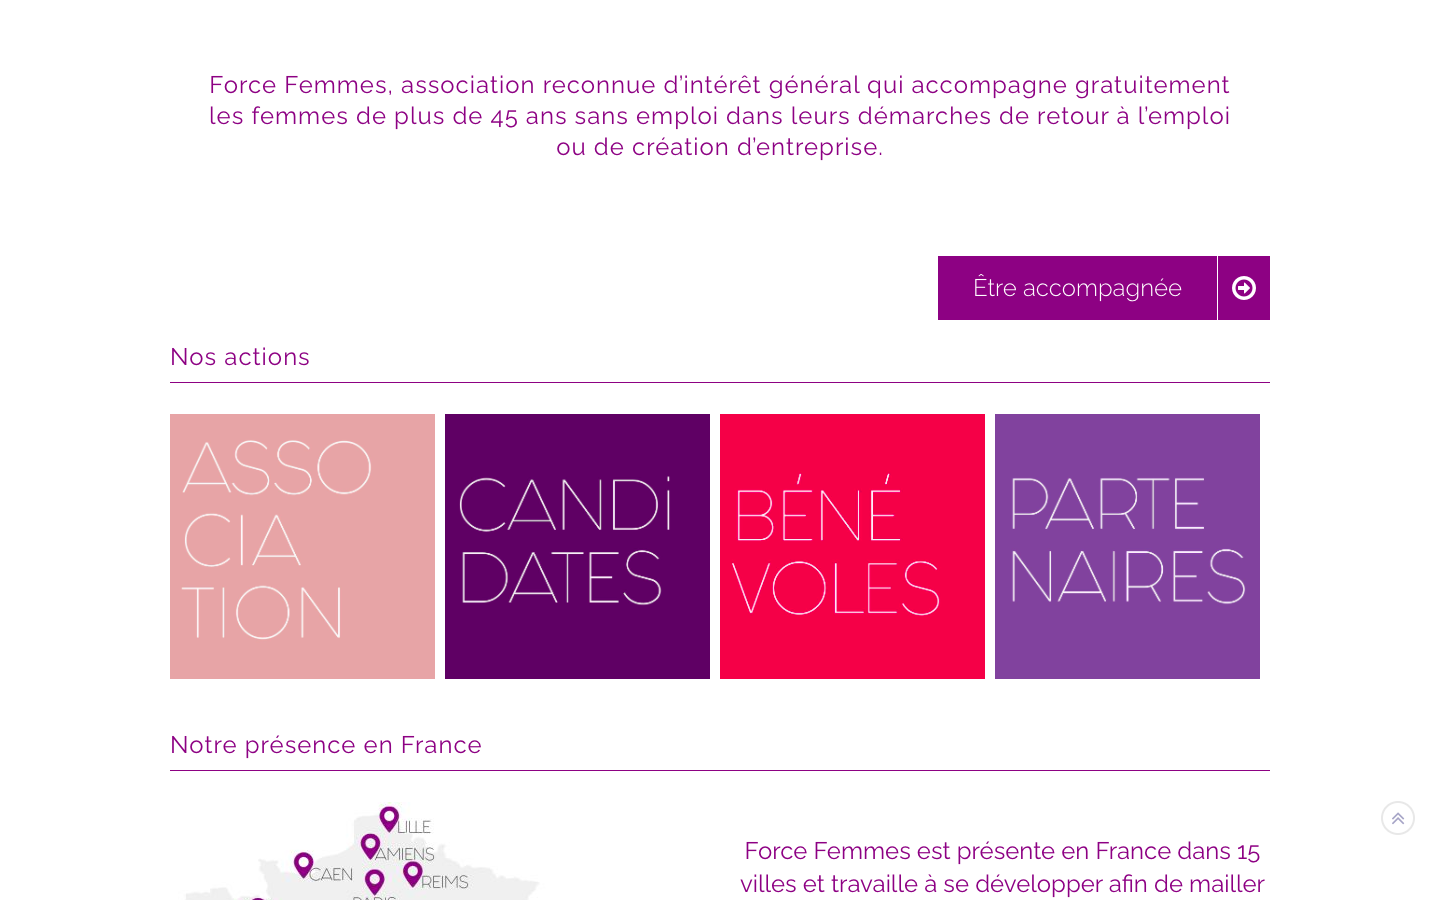 Force Femmes, association reconnue d’intérêt général qui accompagne gratuitement
les femmes de plus de 45 ans sans emploi dans leurs démarches de retour à l’emploi
ou de création d’entreprise.
Être accompagnée
Nos actions
ASSO
CIA
TION
CANDi
DATES
BÉNÉ
VOLES
PARTE
NAIRES
Notre présence en France
LILLE
AMIENS
CAEN
REIMS
PARIS
Force Femmes est présente en France dans 15
villes et travaille à se développer afin de mailler